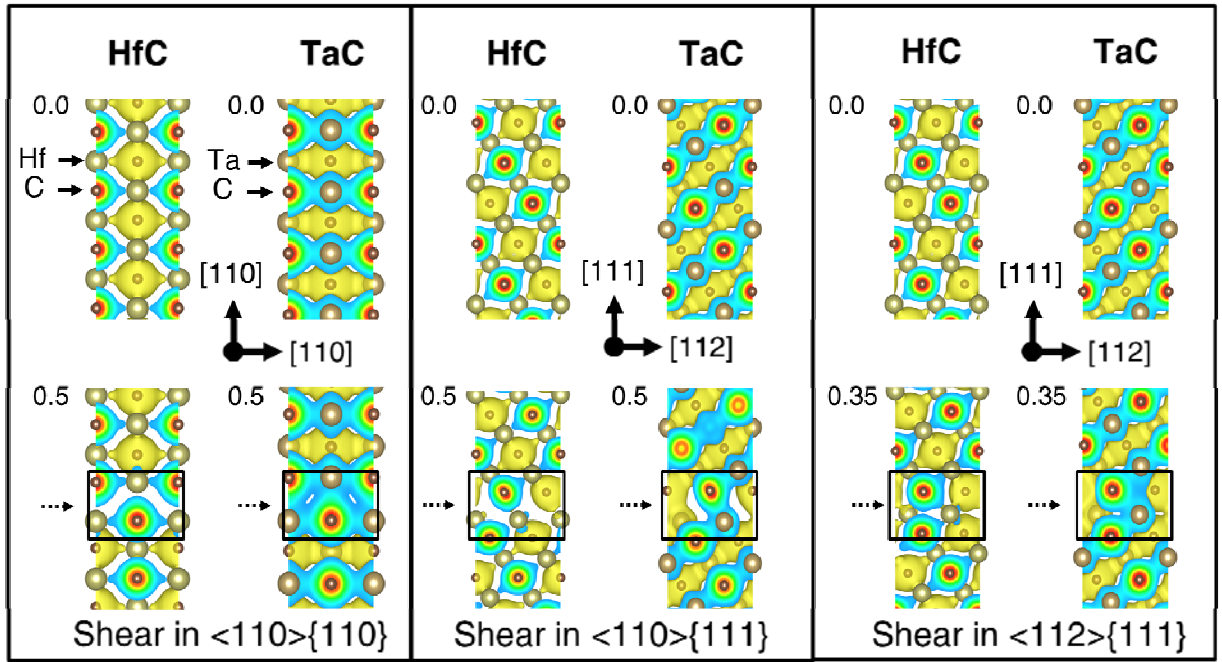 HfC TaC
0.0 0.0
Hf Ta
C C
[110]
[110]
0.5 0.5
Shear in <110>{110}
HfC TaC
0.0 0.0
[111]
[112]
0.5 0.5
Shear in <110>{111}
HfC TaC
0.0 0.0
[111]
[112]
0.35 0.35
Shear in <112>{111}